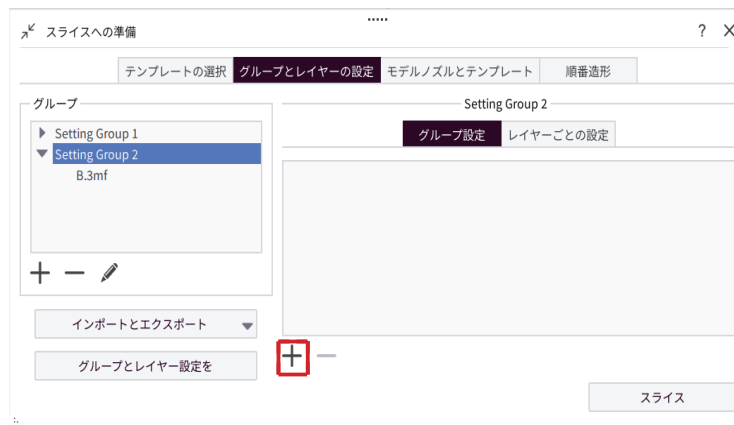 スライスへの準備
?
テンプレートの選択 グループとレイヤーの設定 モデルノズルとテンプレート 順番造形
グループ
Setting Group 1
Setting Group 2
B.3mf
インポートとエクスポート
グループとレイヤー設定を
Setting Group 2
グループ設定 レイヤーごとの設定
スライス